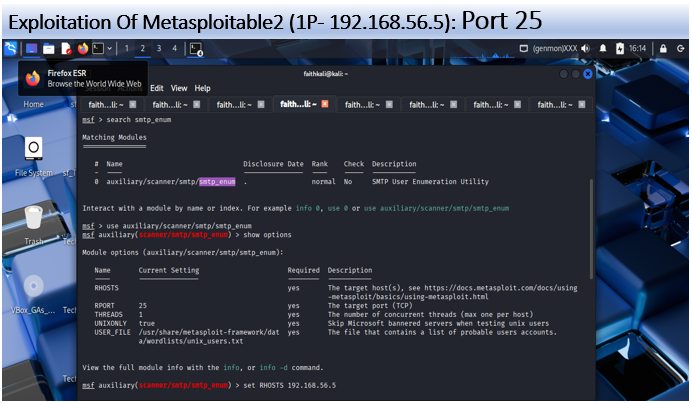 Exploitation Of Metasploitable2 (1P- 192.168.56.5): Port 25
1 2 3 4
4
(genmon)XXX
16:14
Firefox ESR
Browse the World Wide Web
faithkali@kali: ~
Edit View Help
faith...li: ~ faith...li: ~ faith...li: ~ faith...li: ~ faith...li: ~ faith...li: ~ faith...li: ~ faith...li: ~
Home
File System
Trash
VBox_GAs_...
sf_T
Tec
Tech
Tech
msf > search smtp_enum
Matching Modules
================
# Name Disclosure Date Rank Check Description
- ---- --------------- ---- ----- -----------
0 auxiliary/scanner/smtp/smtp_enum . normal No SMTP User Enumeration Utility
Interact with a module by name or index. For example info 0, use 0 or use auxiliary/scanner/smtp/smtp_enum
msf > use auxiliary/scanner/smtp/smtp_enum
msf auxiliary(scanner/smtp/smtp_enum) > show options
Module options (auxiliary/scanner/smtp/smtp_enum):
Name Current Setting Required Description
---- --------------- -------- -----------
RHOSTS yes The target host(s), see https://docs.metasploit.com/docs/using
-metasploit/basics/using-metasploit.html
RPORT 25 yes The target port (TCP)
THREADS 1 yes The number of concurrent threads (max one per host)
UNIXONLY true yes Skip Microsoft bannered servers when testing unix users
USER_FILE /usr/share/metasploit-framework/dat yes The file that contains a list of probable users accounts.
a/wordlists/unix_users.txt
View the full module info with the info, or info -d command.
msf auxiliary(scanner/smtp/smtp_enum) > set RHOSTS 192.168.56.5